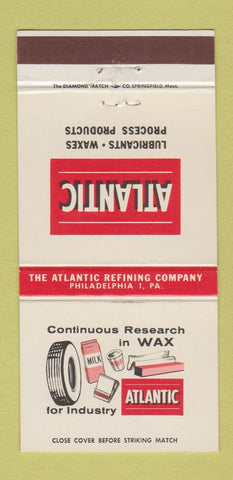 The DIAMOND MATCH CO. SPRINGFIELD, Mass.
LUBRICANTS • WAXES
PROCESS PRODUCTS
ATLANTIC
THE ATLANTIC REFINING COMPANY
PHILADELPHIA 1, PA.
Continuous Research
in WAX
MILK
for Industry
ATLANTIC
CLOSE COVER BEFORE STRIKING MATCH